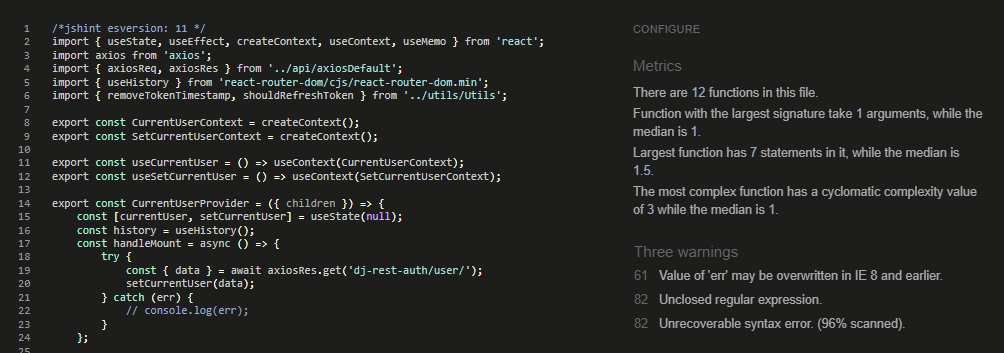 1 /*jshint esversion: 11 */
2 import { useState, useEffect, createContext, useContext, useMemo } from 'react';
3 import axios from 'axios';
4 import { axiosReq, axiosRes } from '../api/axiosDefault';
5 import { useHistory } from 'react-router-dom/cjs/react-router-dom.min';
6 import { removeTokenTimestamp, shouldRefreshToken } from '../utils/Utils';
7
8 export const CurrentUserContext = createContext();
9 export const SetCurrentUserContext = createContext();
10
11 export const useCurrentUser = () => useContext(CurrentUserContext);
12 export const useSetCurrentUser = () => useContext(SetCurrentUserContext);
13
14 export const CurrentUserProvider = ({ children }) => {
15     const [currentUser, setCurrentUser] = useState(null);
16     const history = useHistory();
17     const handleMount = async () => {
18         try {
19             const { data } = await axiosRes.get('dj-rest-auth/user/');
20             setCurrentUser(data);
21         } catch (err) {
22             // console.log(err);
23         }
24     };
25
CONFIGURE
Metrics
There are 12 functions in this file.
Function with the largest signature take 1 arguments, while the
median is 1.
Largest function has 7 statements in it, while the median is
1.5.
The most complex function has a cyclomatic complexity value
of 3 while the median is 1.
Three warnings
61 Value of 'err' may be overwritten in IE 8 and earlier.
82 Unclosed regular expression.
82 Unrecoverable syntax error. (96% scanned).